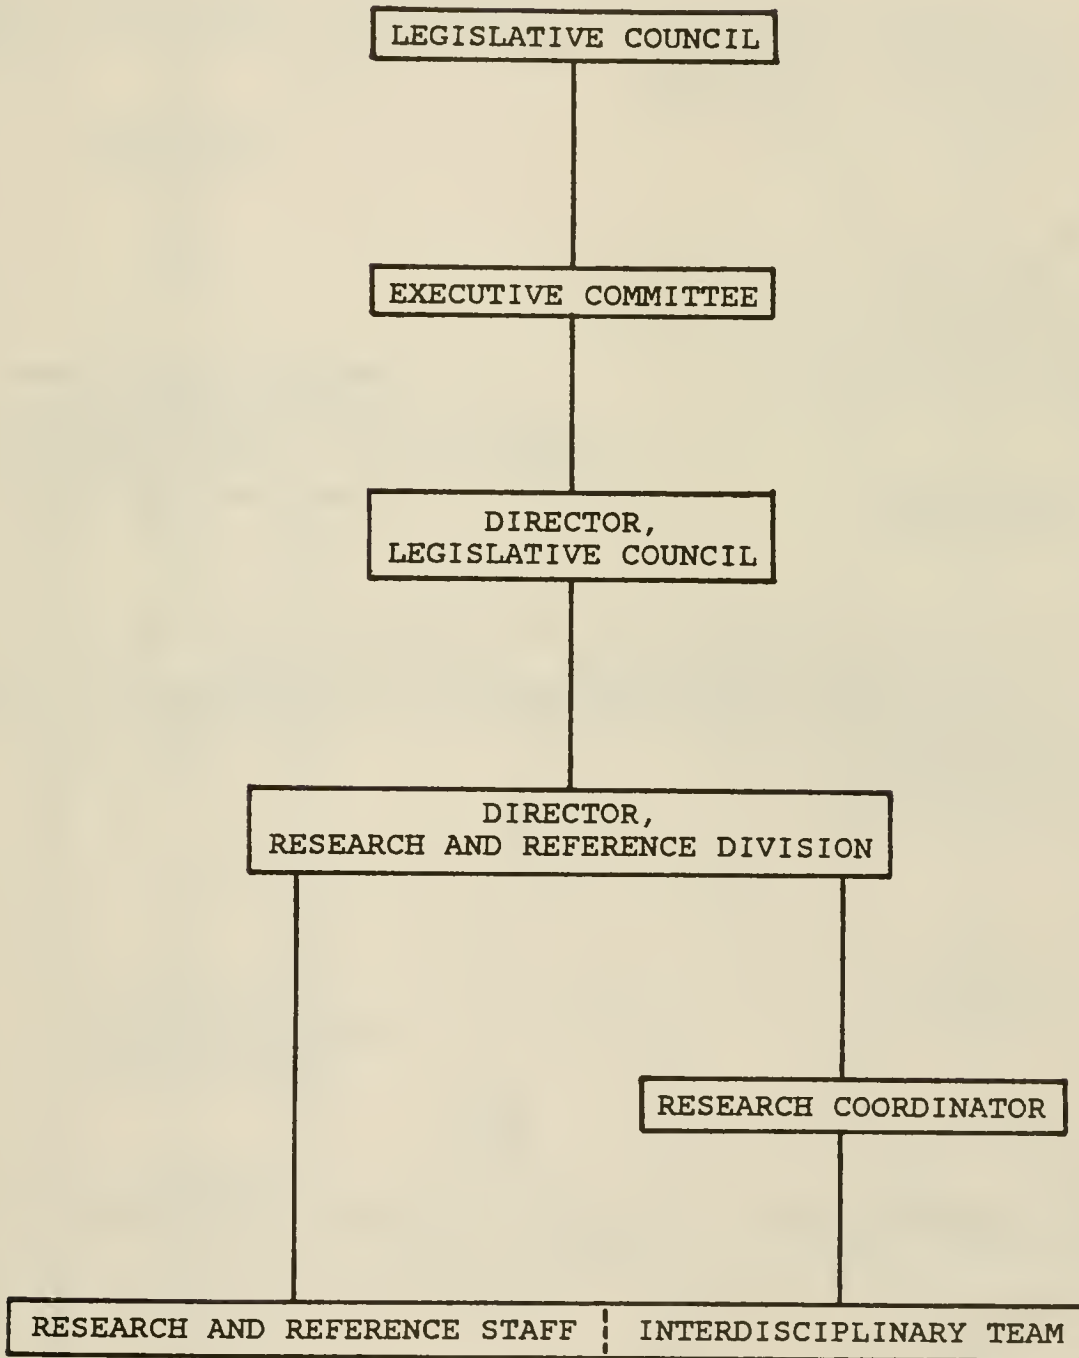 LEGISLATIVE COUNCIL
EXECUTIVE COMMITTEE
DIRECTOR,
LEGISLATIVE COUNCIL
DIRECTOR,
RESEARCH AND REFERENCE DIVISION
RESEARCH COORDINATOR
RESEARCH AND REFERENCE STAFF
INTERDISCIPLINARY TEAM